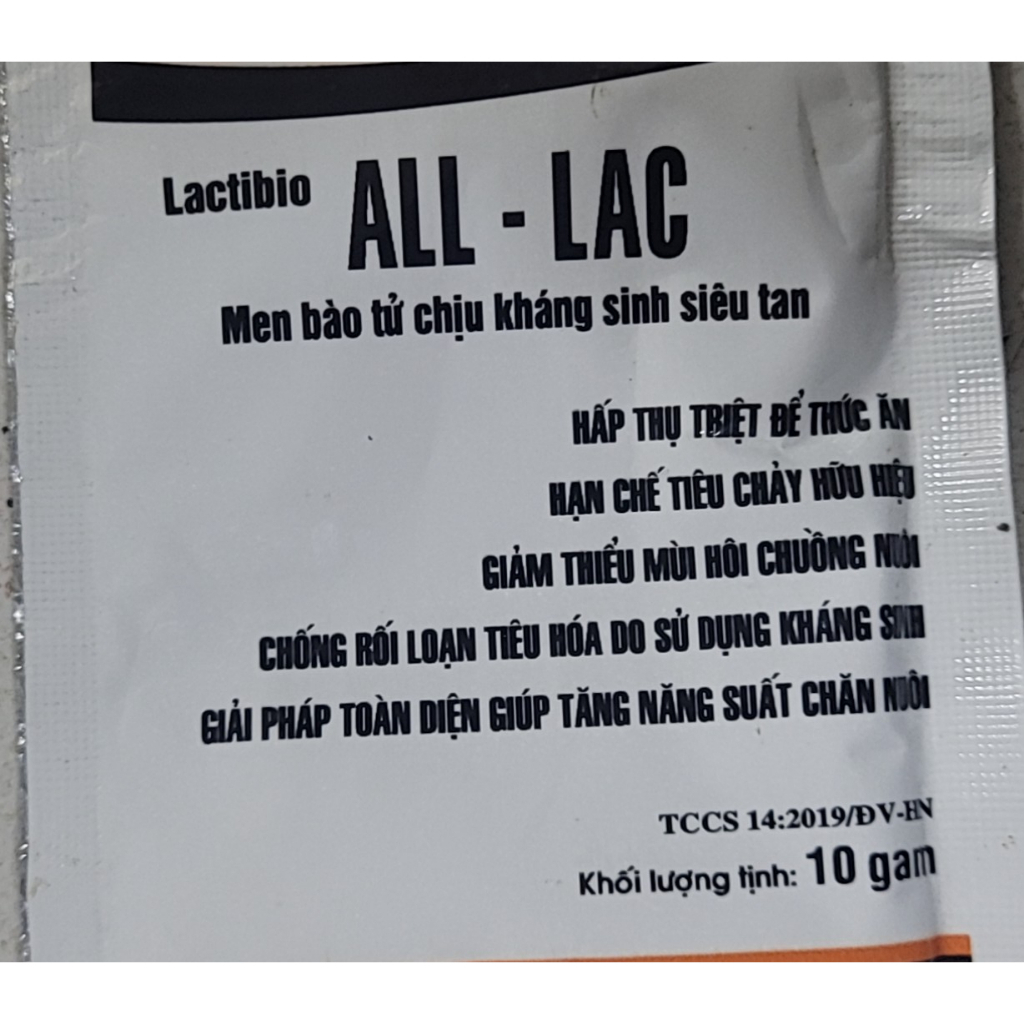 Lactibio ALL - LAC
Men bào tử chịu kháng sinh siêu tan
HẤP THỤ TRIỆT ĐỂ THỨC ĂN
HẠN CHẾ TIÊU CHẢY HỮU HIỆU
GIẢM THIỂU MÙI HÔI CHUỒNG NUÔI
CHỐNG RỐI LOẠN TIÊU HÓA DO SỬ DỤNG KHÁNG SINH
GIẢI PHÁP TOÀN DIỆN GIÚP TĂNG NĂNG SUẤT CHĂN NUÔI
TCCS 14:2019/ĐV-HN
Khối lượng tịnh: 10 gam